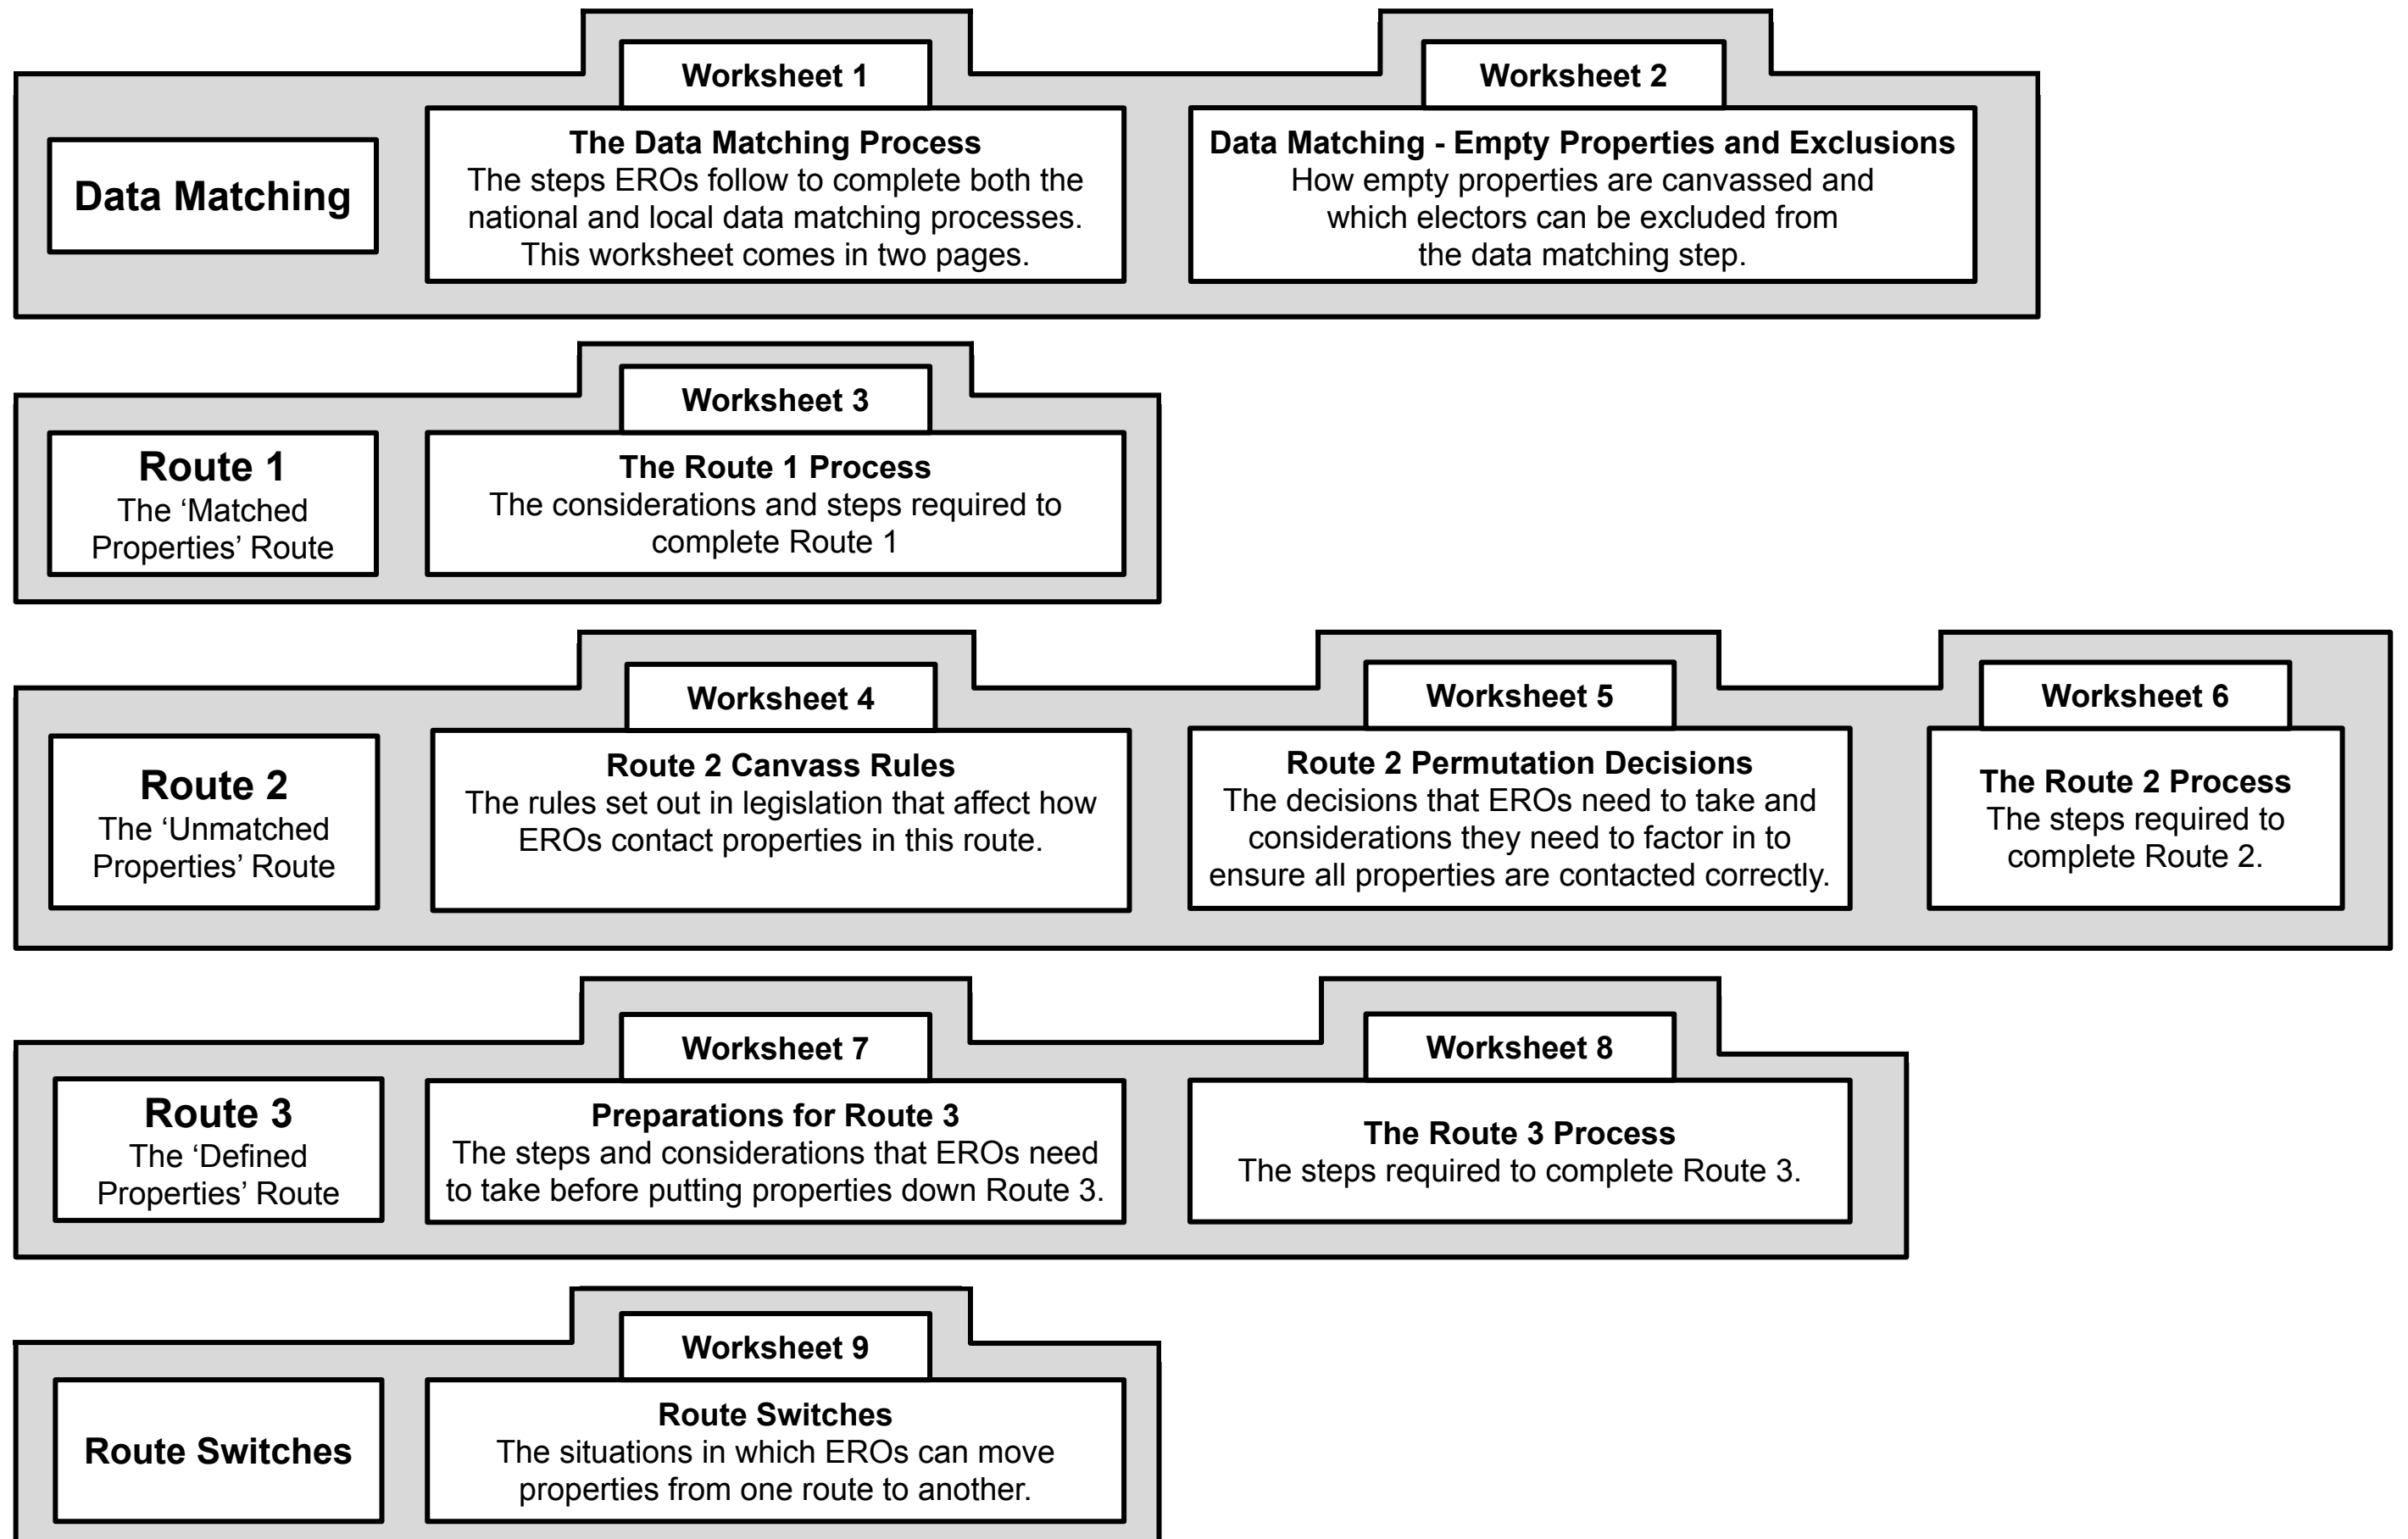 Data Matching
Worksheet 1
The Data Matching Process
The steps EROs follow to complete both the
national and local data matching processes.
This worksheet comes in two pages.
Worksheet 2
Data Matching - Empty Properties and Exclusions
How empty properties are canvassed and
which electors can be excluded from
the data matching step.
Route 1
The ‘Matched
Properties’ Route
Worksheet 3
The Route 1 Process
The considerations and steps required to
complete Route 1
Route 2
The ‘Unmatched
Properties’ Route
Worksheet 4
Route 2 Canvass Rules
The rules set out in legislation that affect how
EROs contact properties in this route.
Worksheet 5
Route 2 Permutation Decisions
The decisions that EROs need to take and
considerations they need to factor in to
ensure all properties are contacted correctly.
Worksheet 6
The Route 2 Process
The steps required to
complete Route 2.
Route 3
The ‘Defined
Properties’ Route
Worksheet 7
Preparations for Route 3
The steps and considerations that EROs need
to take before putting properties down Route 3.
Worksheet 8
The Route 3 Process
The steps required to complete Route 3.
Route Switches
Worksheet 9
Route Switches
The situations in which EROs can move
properties from one route to another.